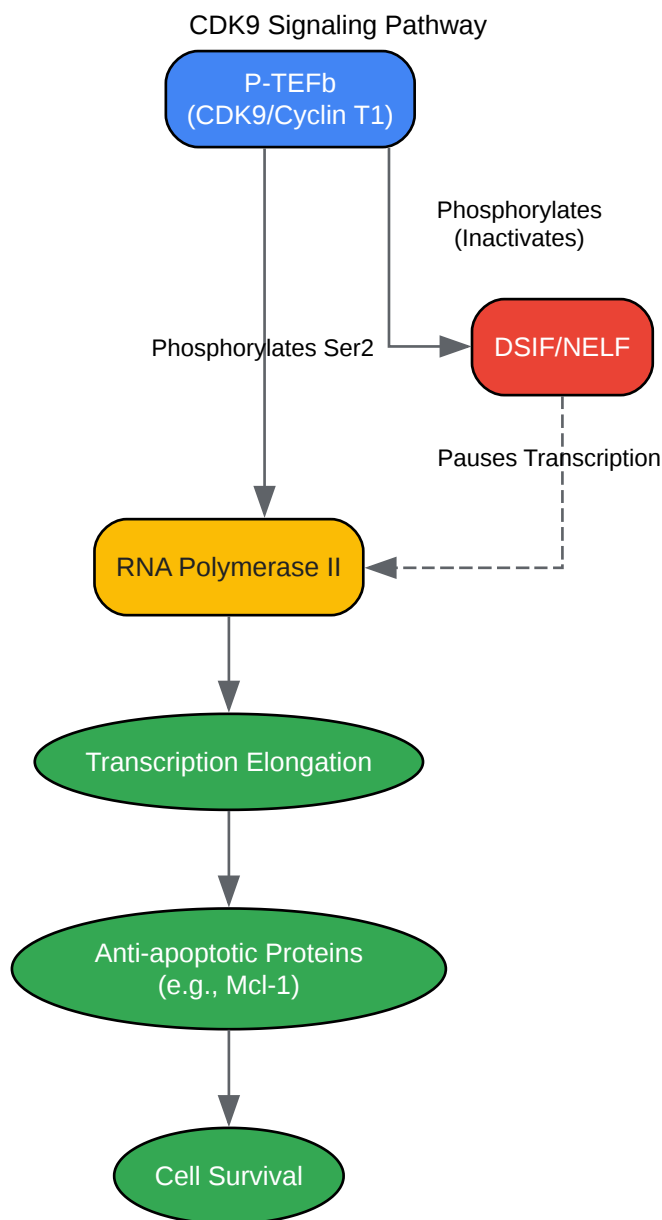 CDK9 Signaling Pathway
P-TEFb
(CDK9/Cyclin T1)
Phosphorylates
(Inactivates)
Phosphorylates Ser2
DSIF/NELF
Pauses Transcription
RNA Polymerase II
Transcription Elongation
Anti-apoptotic Proteins
(e.g., Mcl-1)
Cell Survival